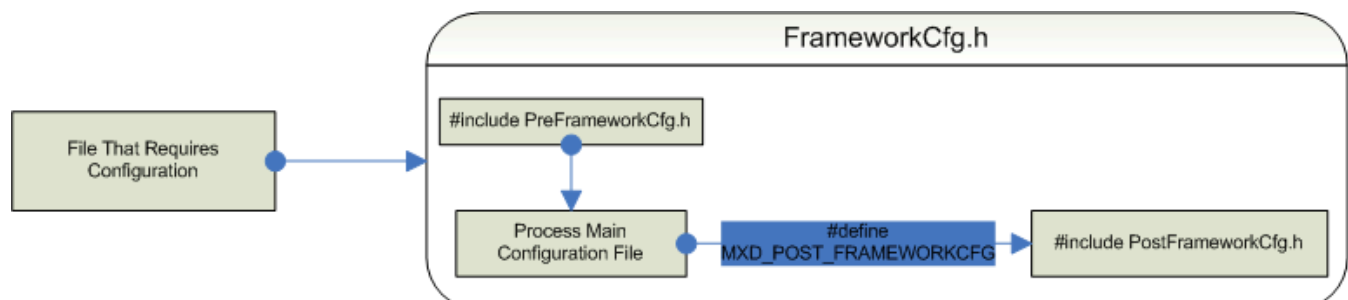 FrameworkCfg.h
#include PreFrameworkCfg.h
File That Requires
Configuration
Process Main
Configuration File
#define
MXD_POST_FRAMEWORKCFG
#include PostFrameworkCfg.h